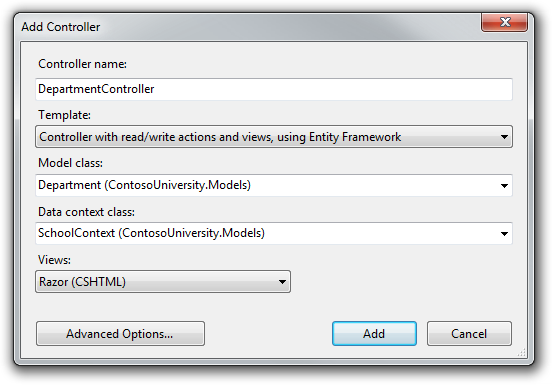 Add Controller
Controller name:
DepartmentController
Template:
Controller with read/write actions and views, using Entity Framework
Model class:
Department (ContosoUniversity.Models)
Data context class:
SchoolContext (ContosoUniversity.Models)
Views:
Razor (CSHTML)
Advanced Options...
Add
Cancel